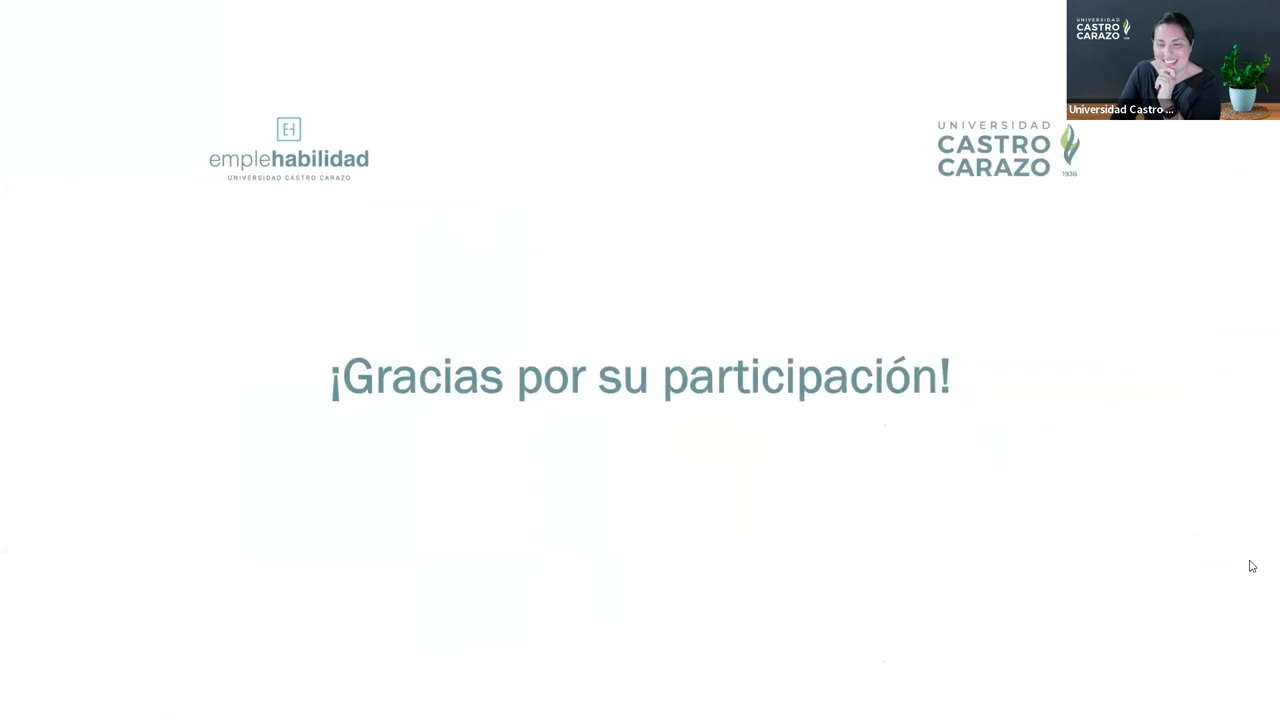 UNIVERSIDAD
CASTRO
CARAZO
Universidad Castro ...
EH
emplehabilidad
UNIVERSIDAD CASTRO CARAZO
UNIVERSIDAD
CASTRO
CARAZO
1936
¡Gracias por su participación!